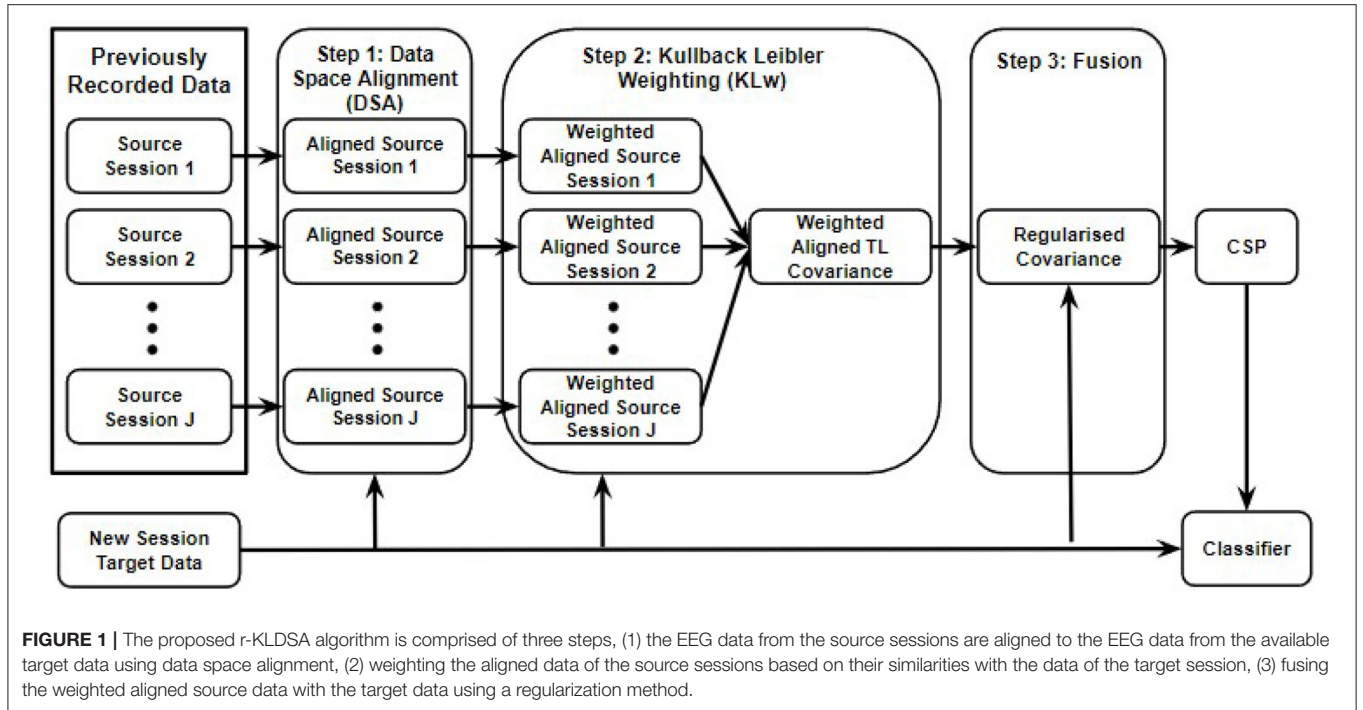 Previously
Recorded Data
Source
Session 1
Source
Session 2
Source
Session J
Step 1: Data
Space Alignment
(DSA)
Aligned Source
Session 1
Aligned Source
Session 2
Aligned Source
Session J
Step 2: Kullback Leibler
Weighting (KLw)
Weighted
Aligned Source
Session 1
Weighted
Aligned Source
Session 2
Weighted
Aligned Source
Session J
Weighted
Aligned TL
Covariance
Step 3: Fusion
Regularised
Covariance
CSP
New Session
Target Data
Classifier
FIGURE 1 | The proposed r-KLDSA algorithm is comprised of three steps, (1) the EEG data from the source sessions are aligned to the EEG data from the available
target data using data space alignment, (2) weighting the aligned data of the source sessions based on their similarities with the data of the target session, (3) fusing
the weighted aligned source data with the target data using a regularization method.